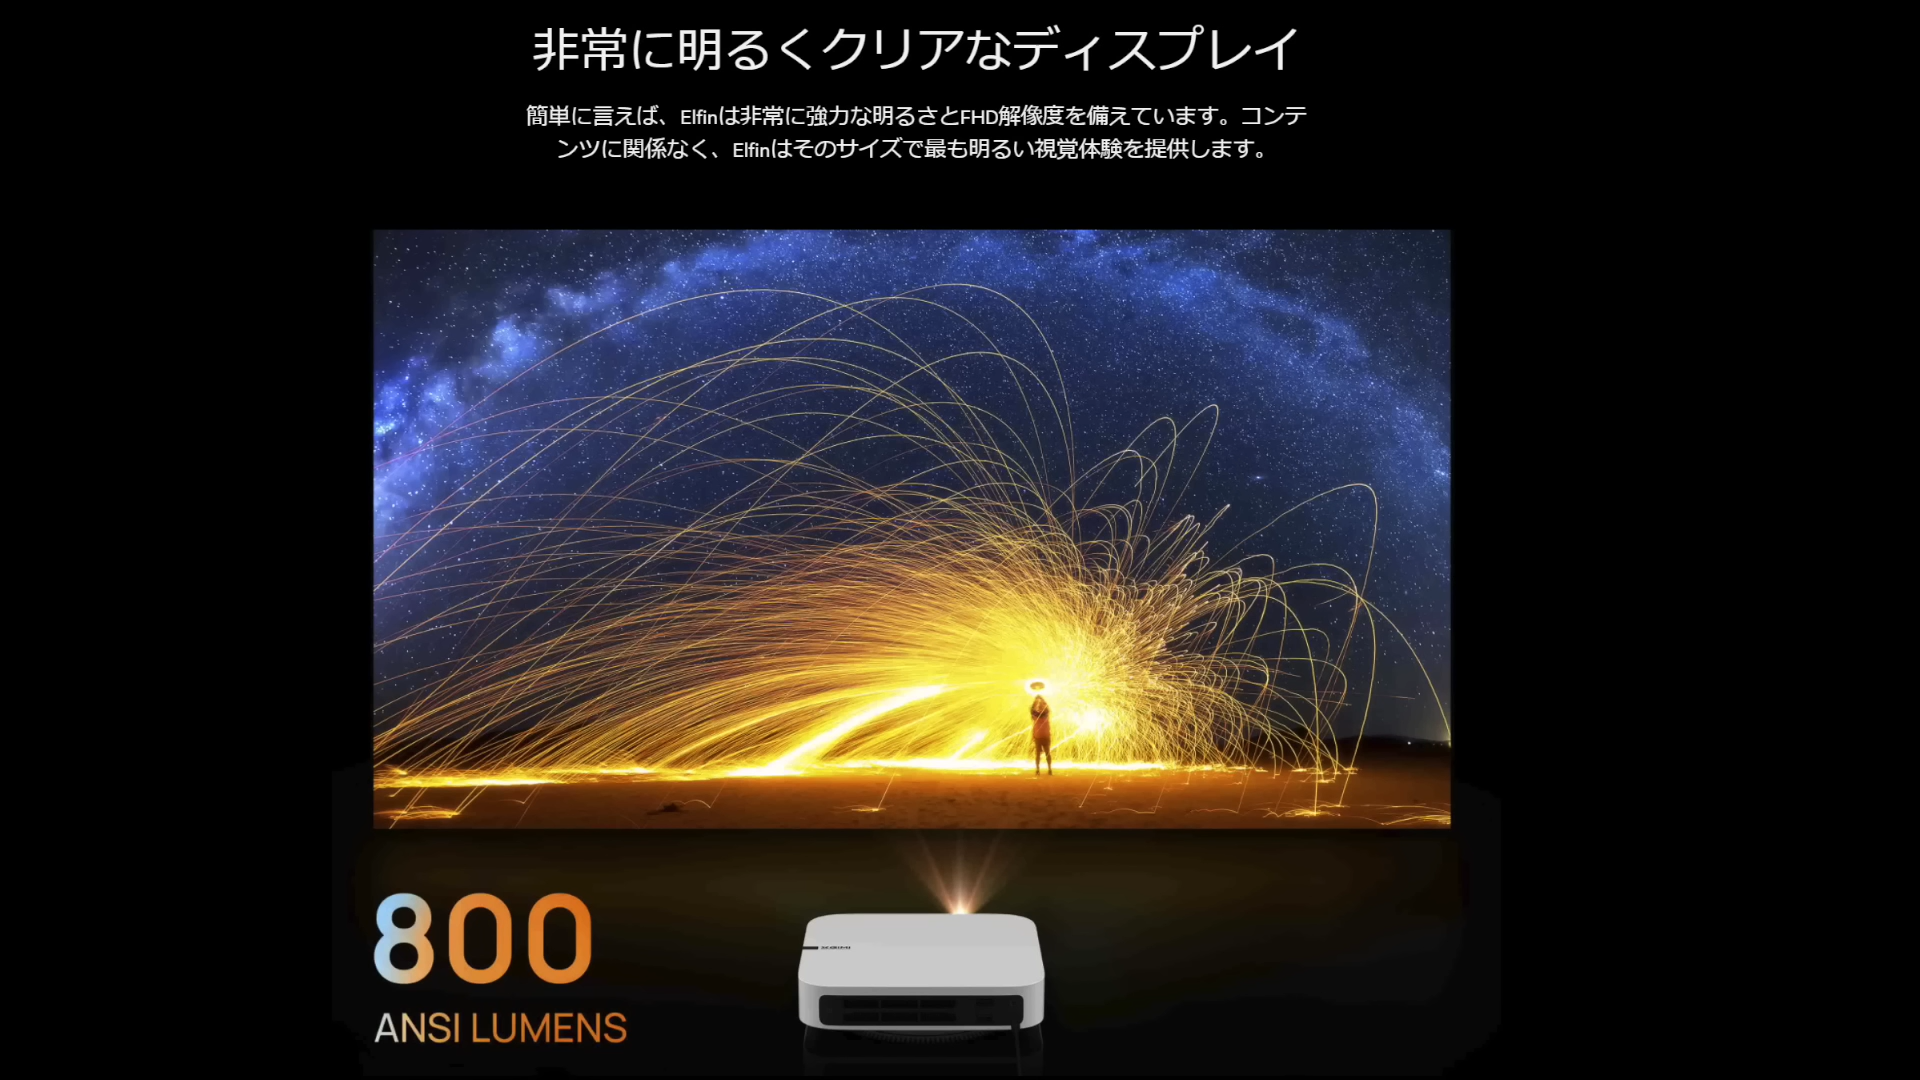 非常に明るくクリアなディスプレイ
簡単に言えば、Elfinは非常に強力な明るさとFHD解像度を備えています。コンテ
ンツに関係なく、Elfinはそのサイズで最も明るい視覚体験を提供します。
800
ANSI LUMENS